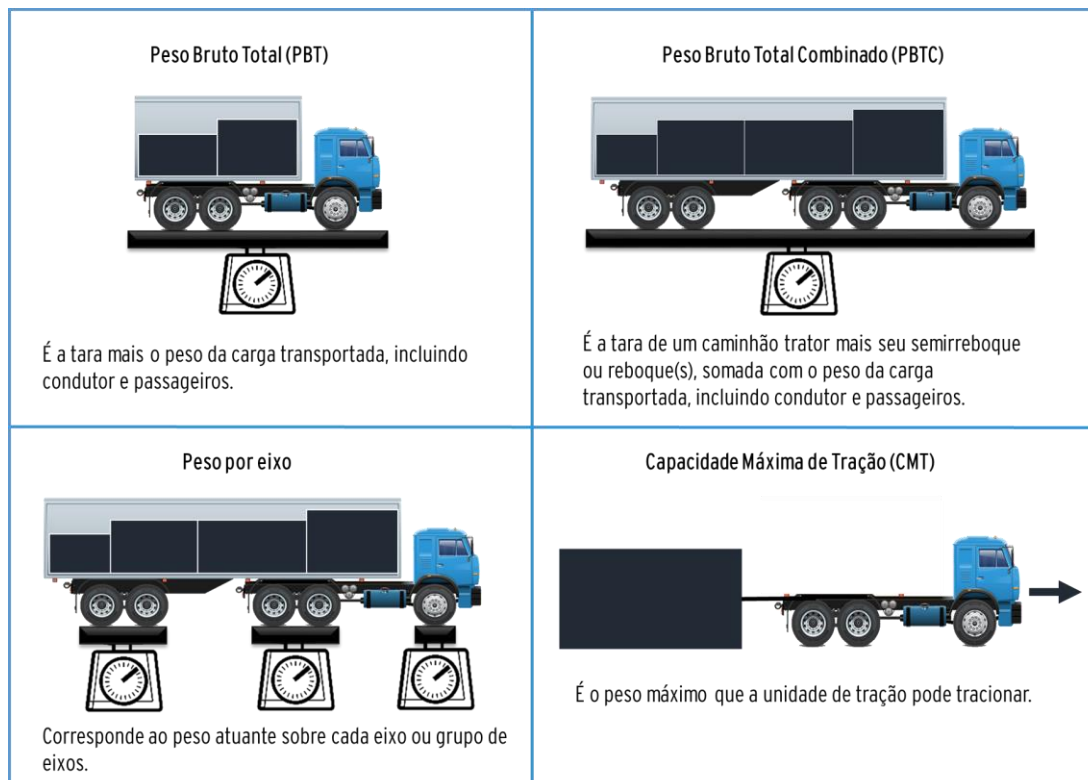 Peso Bruto Total (PBT)
É a tara mais o peso da carga transportada, incluindo
condutor e passageiros.
Peso Bruto Total Combinado (PBTC)
É a tara de um caminhão trator mais seu semirreboque
ou reboque(s), somada com o peso da carga
transportada, incluindo condutor e passageiros.
Peso por eixo
Corresponde ao peso atuante sobre cada eixo ou grupo de
eixos.
Capacidade Máxima de Tração (CMT)
É o peso máximo que a unidade de tração pode tracionar.